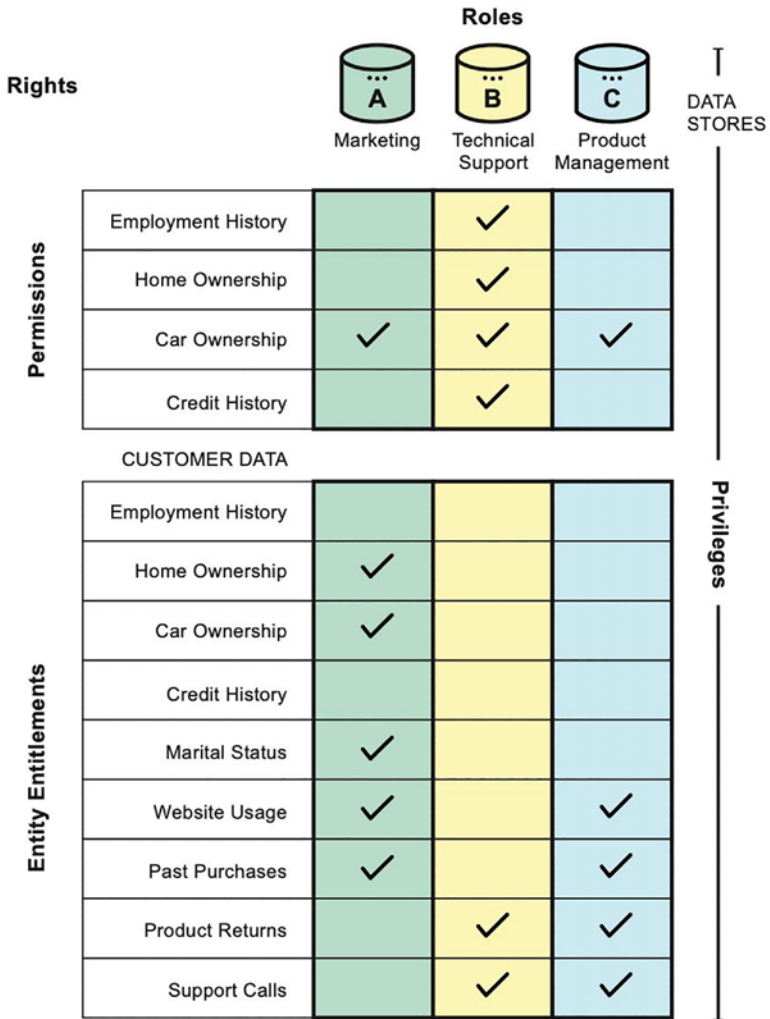 Roles
Rights
A
B
C
DATA
STORES
Marketing
Technical
Support
Product
Management
Permissions
Employment History
Home Ownership
Car Ownership
Credit History
CUSTOMER DATA
Privileges
Entity Entitlements
Employment History
Home Ownership
Car Ownership
Credit History
Marital Status
Website Usage
Past Purchases
Product Returns
Support Calls